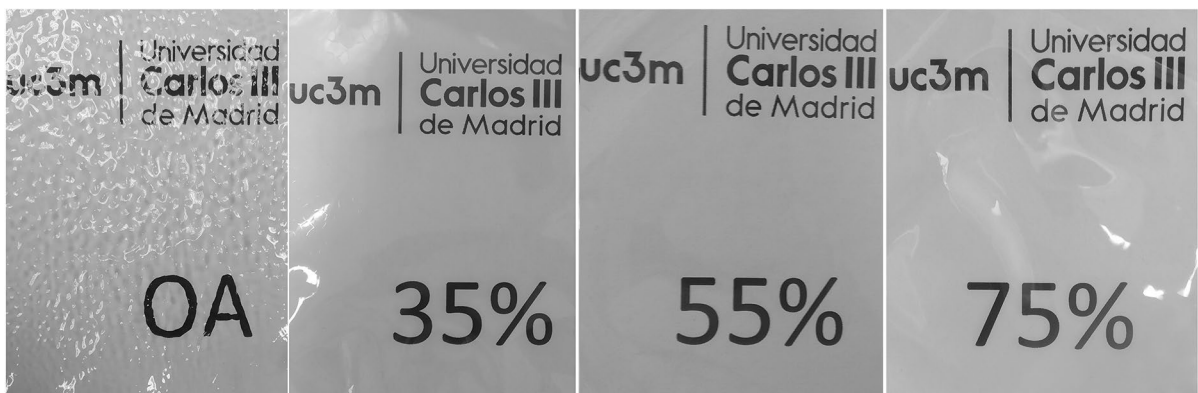 uc3m
Universidad
Carlos III
de Madrid
OA
uc3m
Universidad
Carlos III
de Madrid
35%
uc3m
Universidad
Carlos III
de Madrid
55%
uc3m
Universidad
Carlos III
de Madrid
75%